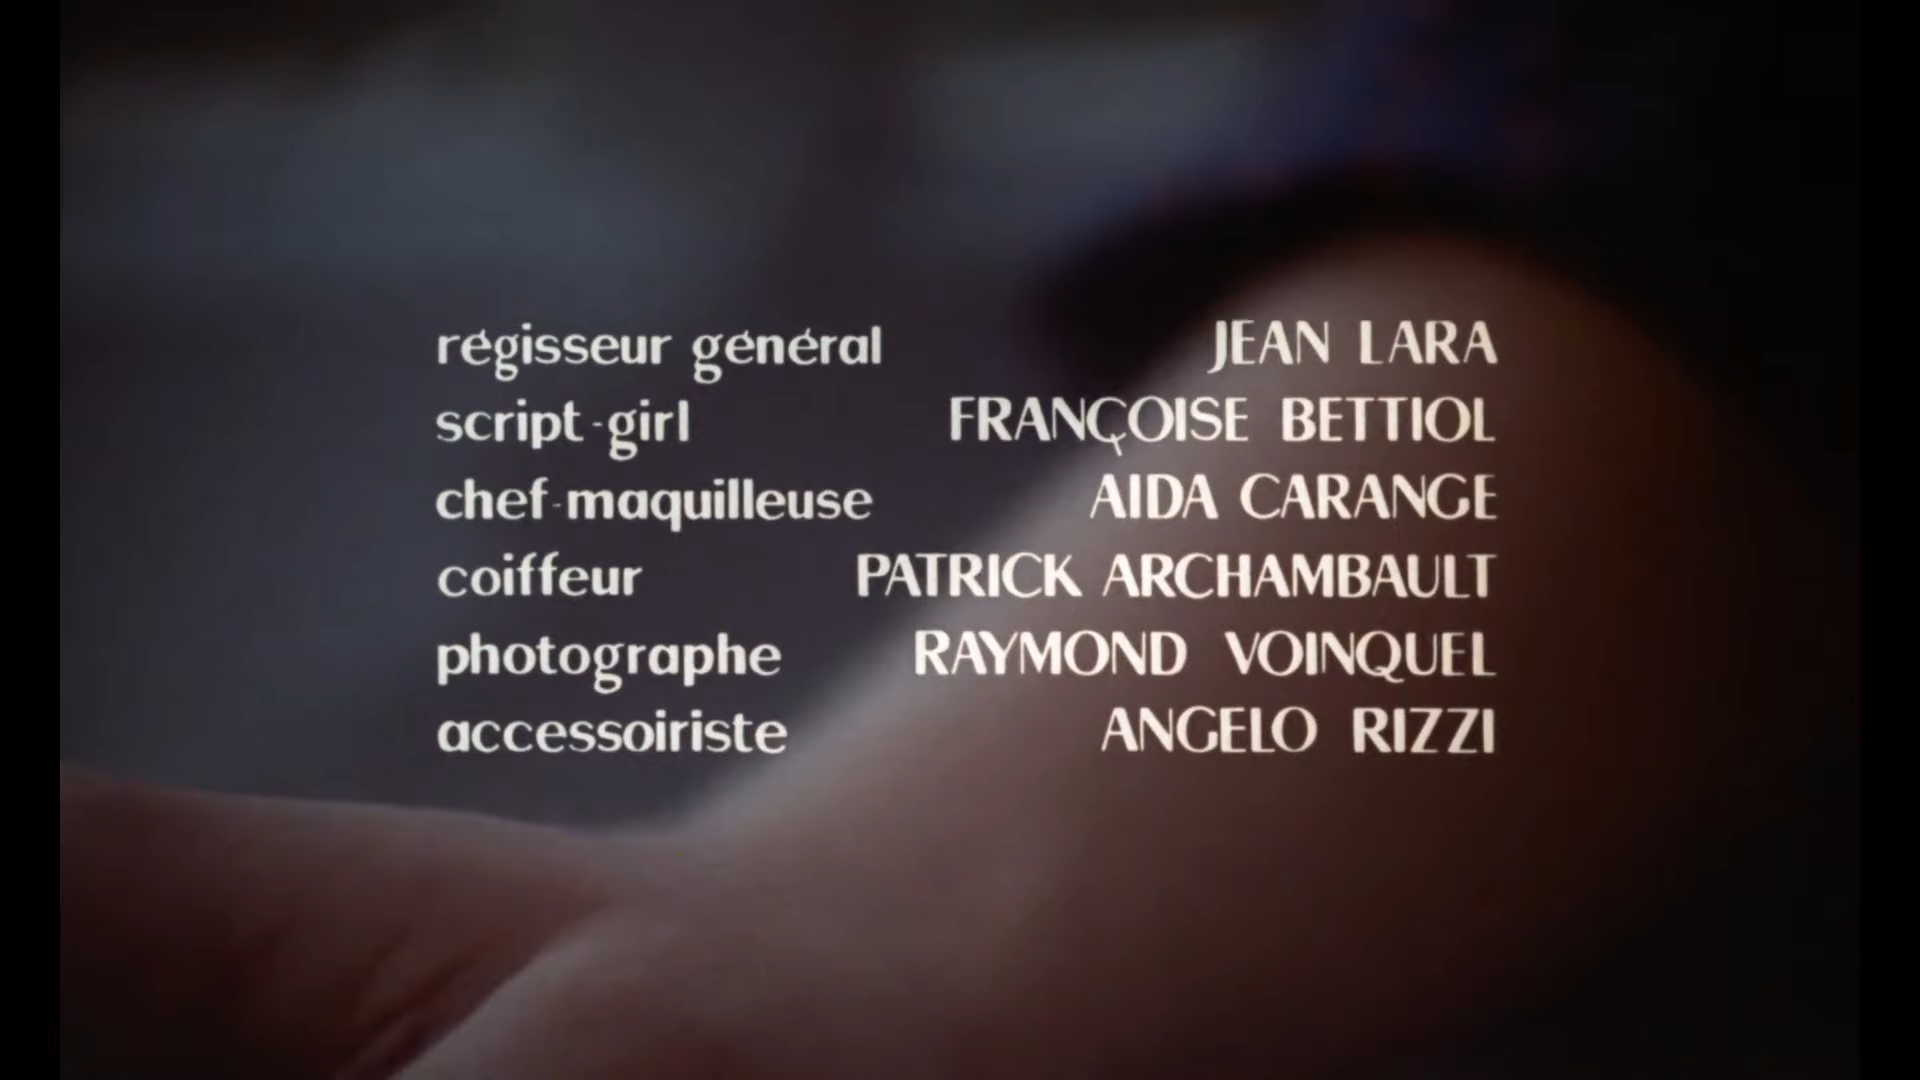 régisseur général JEAN LARA
script-girl FRANÇOISE BETTIOL
chef-maquilleuse AIDA CARANGE
coiffeur PATRICK ARCHAMBAULT
photographe RAYMOND VOINQUEL
accessoiriste ANGELO RIZZI